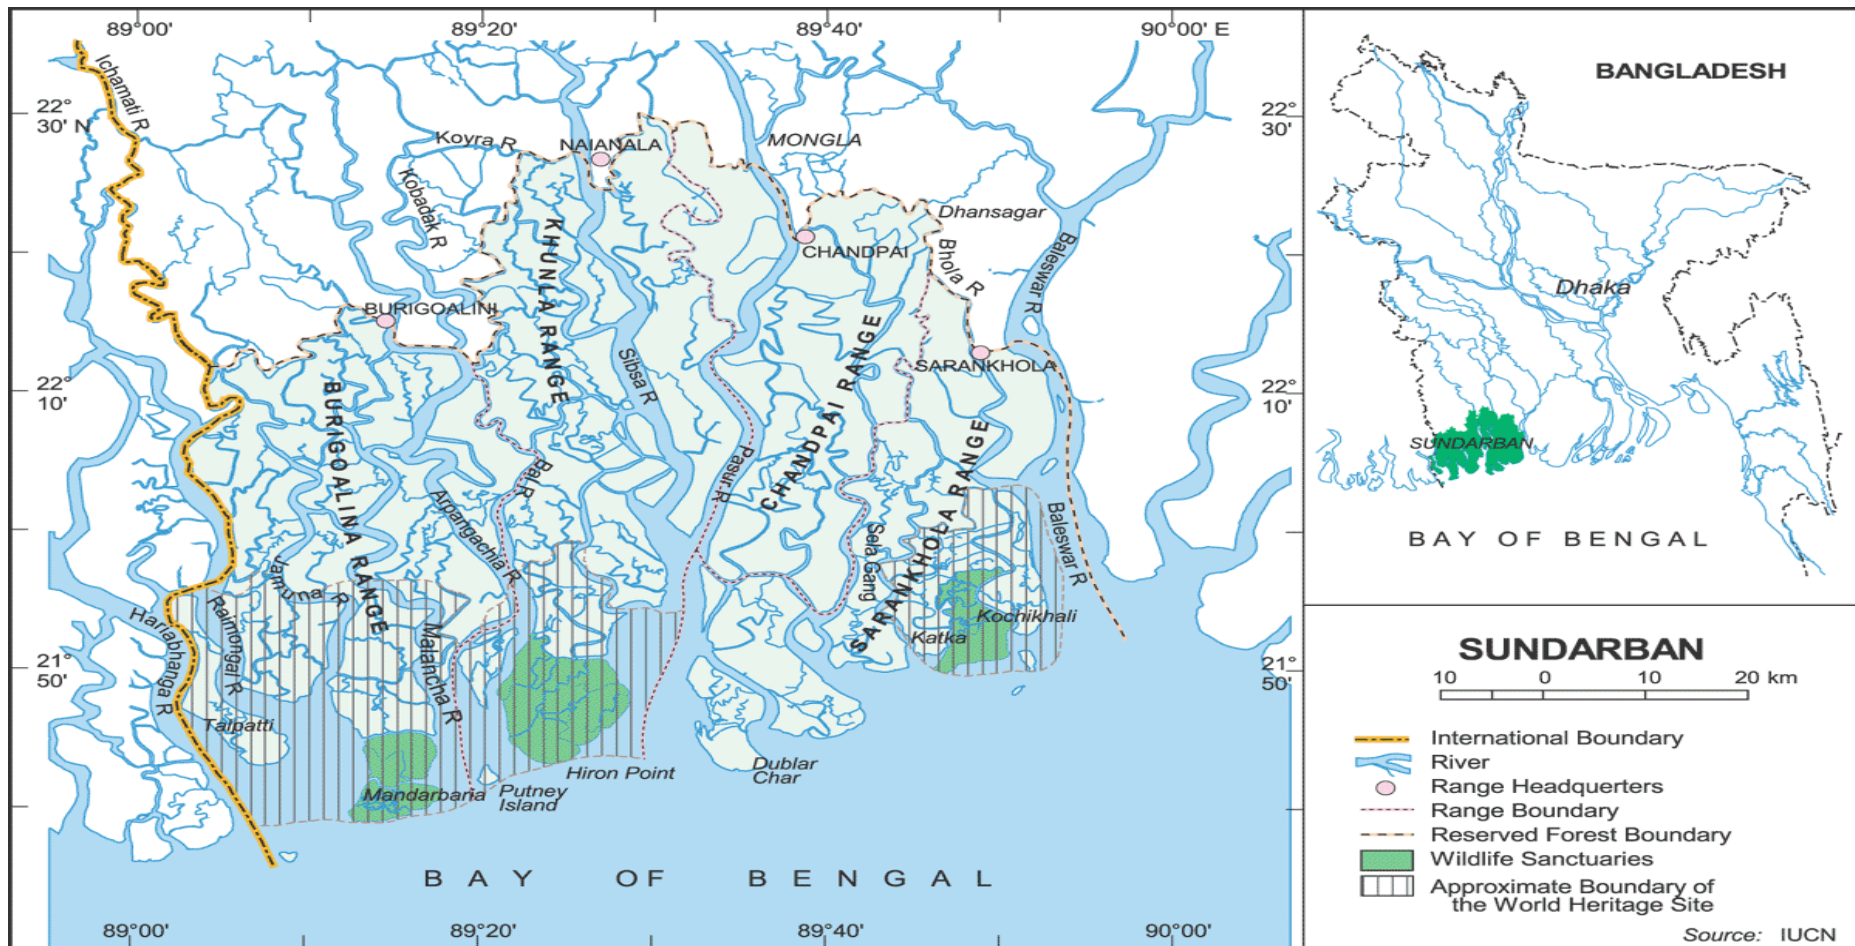 89°00'
89°20'
89°40'
90°00' E
22°
30' N
22°
10'
21°
50'
Ichamati R
Koyra R
NAIANALA
MONGLA
Kobadak R
Dhansagar
CHANDPAI
Bhola R
Baleswar R
BURIGOALINI
KHUNLA RANGE
Sibsa R
SARANKHOLA
BURIGOALINA RANGE
CHANDPAI RANGE
SARANKHOLA RANGE
Bal R
Arpangachia R
Pasur R
Sela Gang
Baleswar R
Jamuna R
Raimongal R
Hariabhanga R
Malancha R
Katka
Kochikhali
Talpatti
Mandarbaria
Putney
Island
Hiron Point
Dublar
Char
BAY OF BENGAL
89°00'
89°20'
89°40'
90°00'
22°
30'
22°
10'
21°
50'
BANGLADESH
Dhaka
SUNDARBAN
BAY OF BENGAL
SUNDARBAN
10 0 10 20 km
International Boundary
River
Range Headquerters
Range Boundary
Reserved Forest Boundary
Wildlife Sanctuaries
Approximate Boundary of
the World Heritage Site
Source: IUCN